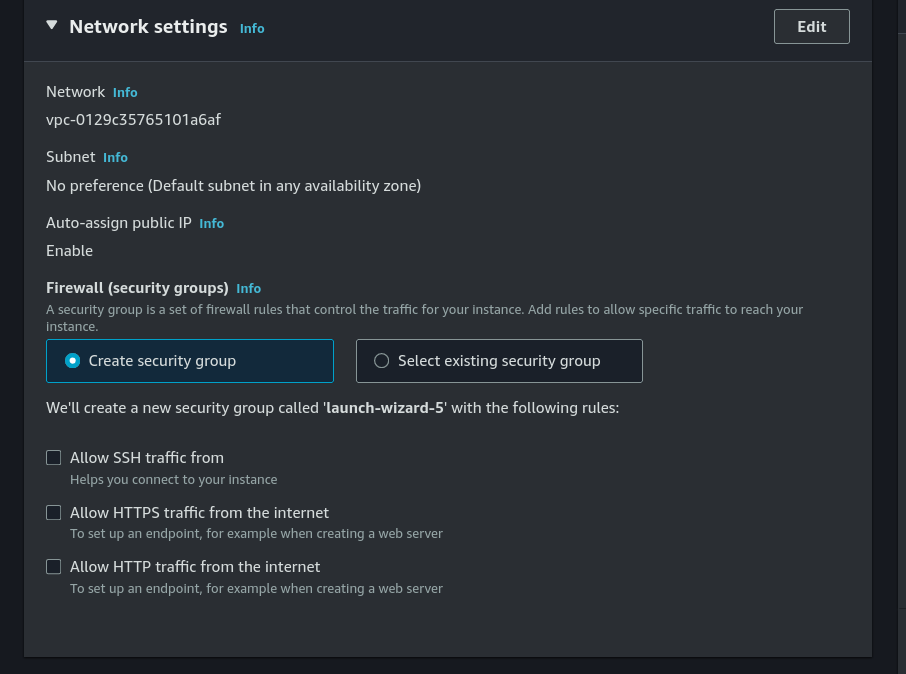 Network settings Info
Edit
Network Info
vpc-0129c35765101a6af
Subnet Info
No preference (Default subnet in any availability zone)
Auto-assign public IP Info
Enable
Firewall (security groups) Info
A security group is a set of firewall rules that control the traffic for your instance. Add rules to allow specific traffic to reach your
instance.
Create security group
Select existing security group
We'll create a new security group called 'launch-wizard-5' with the following rules:
Allow SSH traffic from
Helps you connect to your instance
Allow HTTPS traffic from the internet
To set up an endpoint, for example when creating a web server
Allow HTTP traffic from the internet
To set up an endpoint, for example when creating a web server